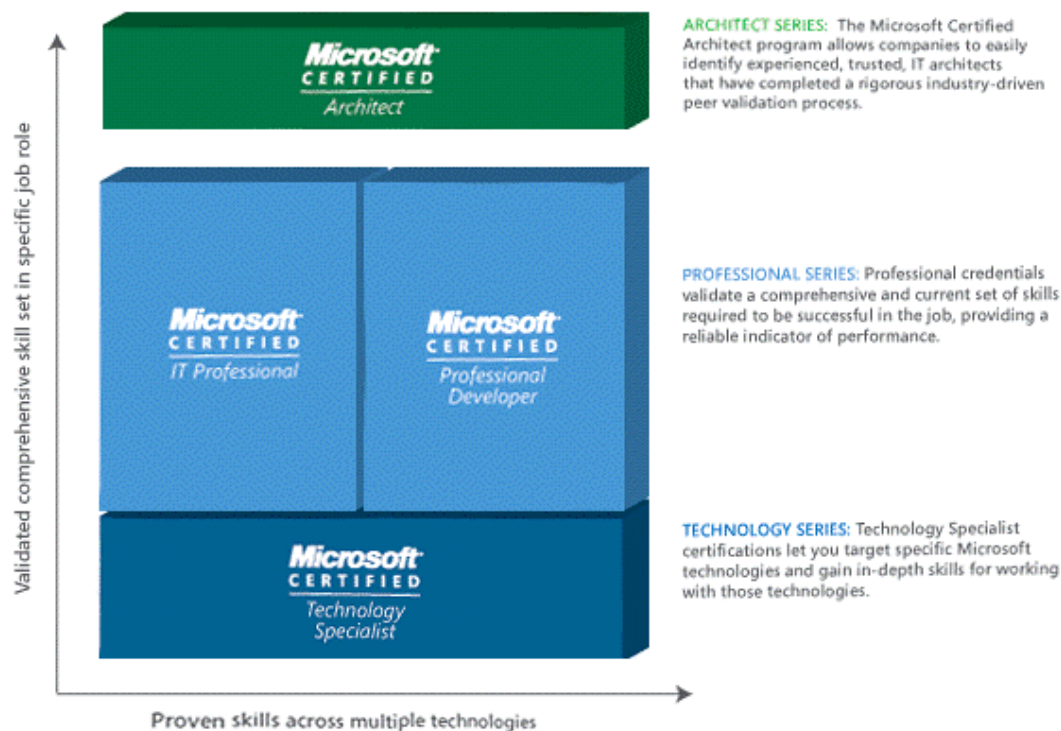 Validated comprehensive skill set in specific job role
Microsoft
CERTIFIED
Architect
ARCHITECT SERIES: The Microsoft Certified
Architect program allows companies to easily
identify experienced, trusted, IT architects
that have completed a rigorous industry-driven
peer validation process.
Microsoft
CERTIFIED
IT Professional
Microsoft
CERTIFIED
Professional
Developer
PROFESSIONAL SERIES: Professional credentials
validate a comprehensive and current set of skills
required to be successful in the job, providing a
reliable indicator of performance.
Microsoft
CERTIFIED
Technology
Specialist
TECHNOLOGY SERIES: Technology Specialist
certifications let you target specific Microsoft
technologies and gain in-depth skills for working
with those technologies.
Proven skills across multiple technologies